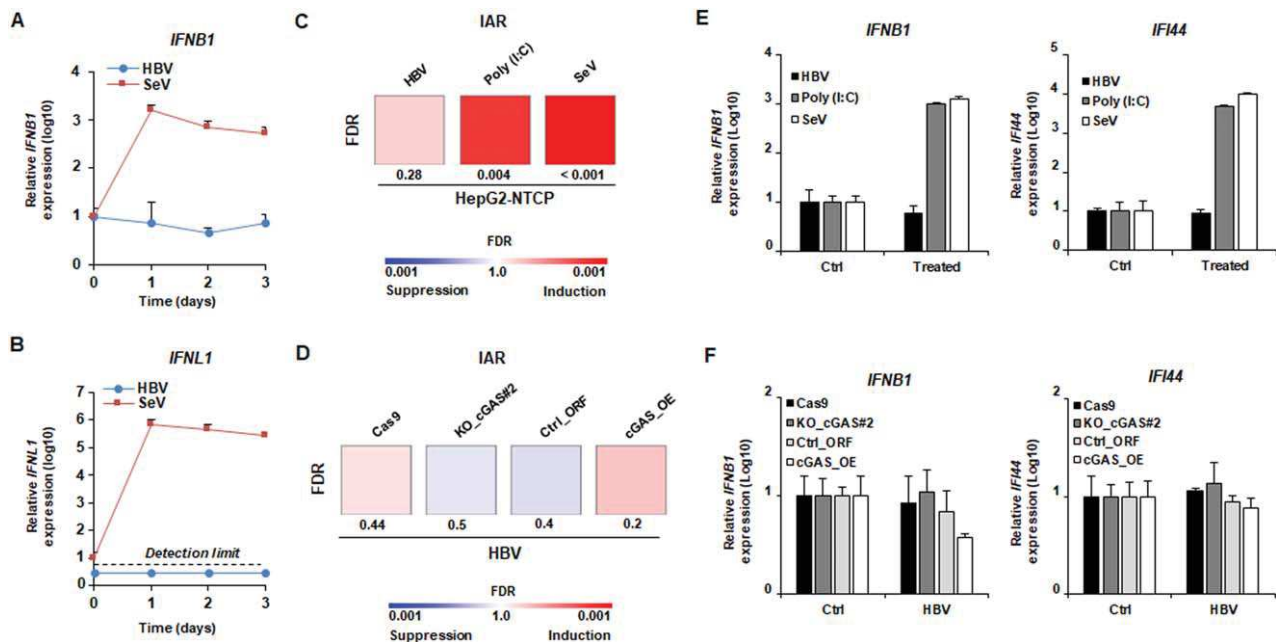 A
IFNB1
HBV
SeV
Relative IFNB1
expression (log10)
4
3
2
1
0
0
1
2
3
Time (days)
B
IFNL1
HBV
SeV
Relative IFNL1
expression (log10)
7
6
5
4
3
2
1
0
Detection limit
0
1
2
3
Time (days)
C
IAR
HBV
Poly (I:C)
SeV
FDR
0.28
0.004
< 0.001
HepG2-NTCP
FDR
0.001
1.0
0.001
Suppression
Induction
D
IAR
Cas9
KO_cGAS#2
Ctrl_ORF
cGAS_OE
FDR
0.44
0.5
0.4
0.2
HBV
FDR
0.001
1.0
0.001
Suppression
Induction
E
IFNB1
HBV
Poly (I:C)
SeV
Relative IFNB1
expression (Log10)
4
3
2
1
0
Ctrl
Treated
IFI44
HBV
Poly (I:C)
SeV
Relative IFI44
expression (Log10)
5
4
3
2
1
0
Ctrl
Treated
F
IFNB1
Cas9
KO_cGAS#2
Ctrl_ORF
cGAS_OE
Relative IFNB1
expression (Log10)
2
1
0
Ctrl
HBV
IFI44
Cas9
KO_cGAS#2
Ctrl_ORF
cGAS_OE
Relative IFI44
expression (Log10)
2
1
0
Ctrl
HBV